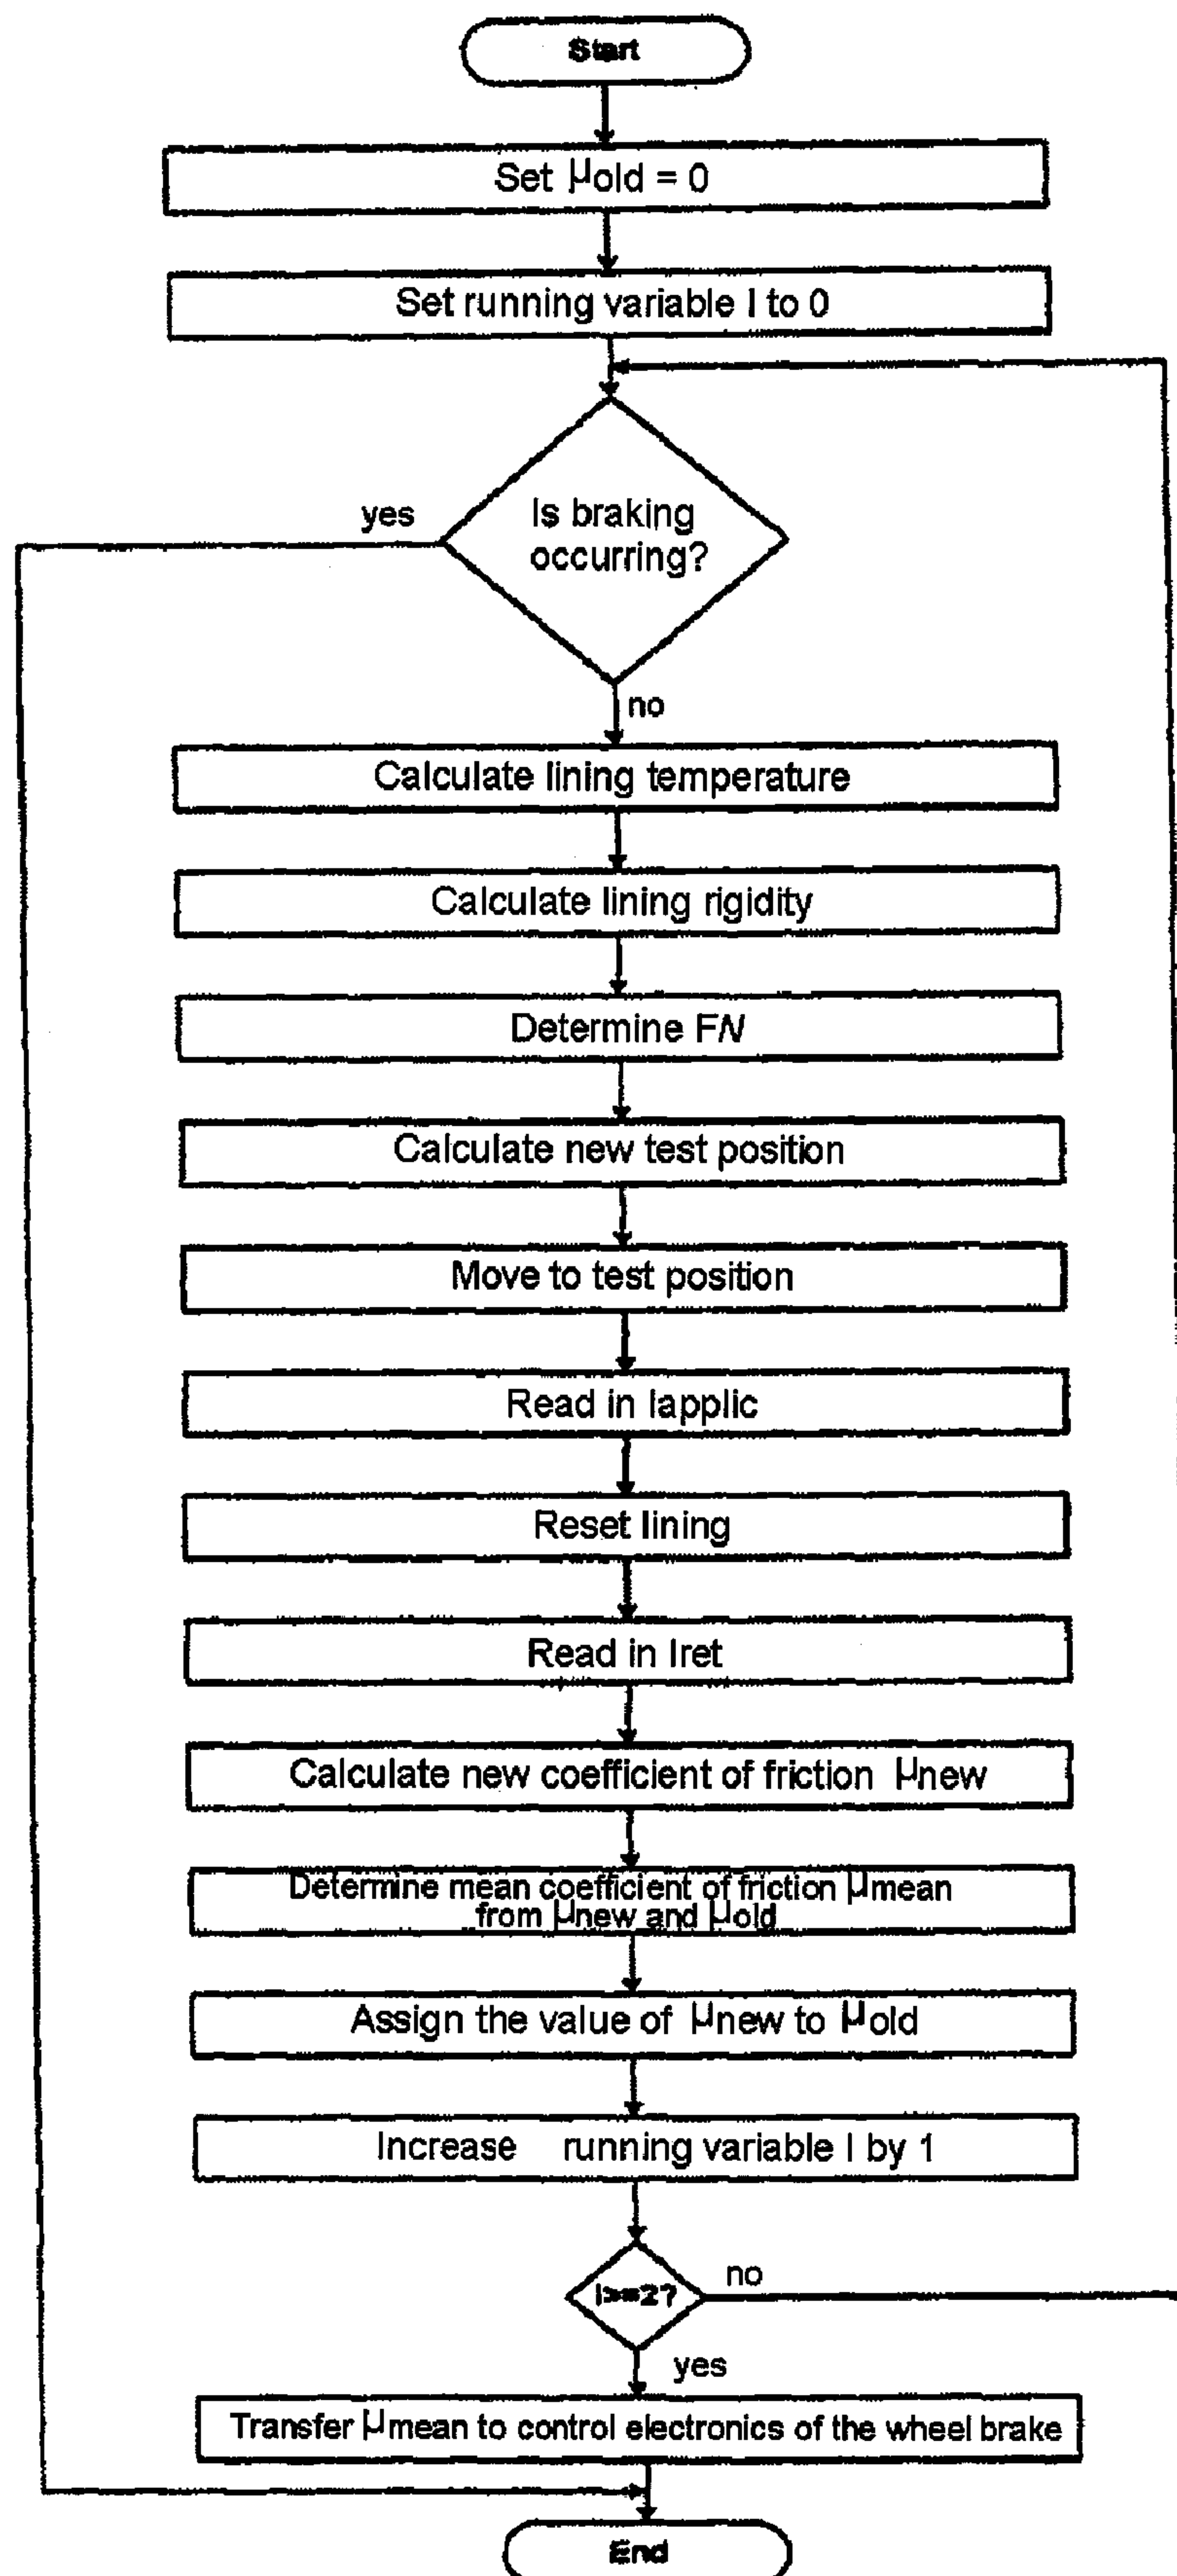 Start
Set μold = 0
Set running variable I to 0
Is braking
occurring?
yes
no
Calculate lining temperature
Calculate lining rigidity
Determine FN
Calculate new test position
Move to test position
Read in Iapplic
Reset lining
Read in Iret
Calculate new coefficient of friction μnew
Determine mean coefficient of friction μmean
from μnew and μold
Assign the value of μnew to μold
Increase running variable I by 1
I>=2?
no
yes
Transfer μmean to control electronics of the wheel brake
End